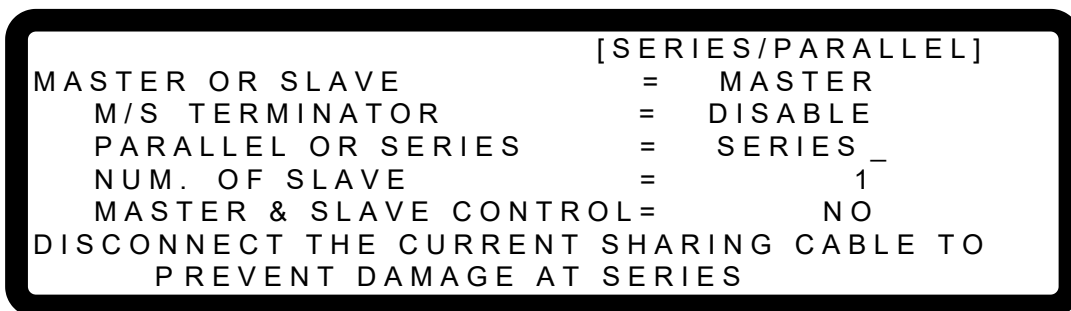 [SERIES/PARALLEL]
MASTER OR SLAVE = MASTER
M/S TERMINATOR = DISABLE
PARALLEL OR SERIES = SERIES_
NUM. OF SLAVE = 1
MASTER & SLAVE CONTROL= NO
DISCONNECT THE CURRENT SHARING CABLE TO
PREVENT DAMAGE AT SERIES